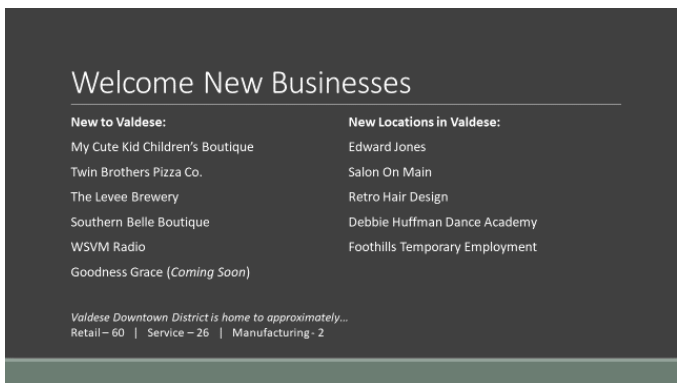 Welcome New Businesses
New to Valdese:
My Cute Kid Children's Boutique
Twin Brothers Pizza Co.
The Levee Brewery
Southern Belle Boutique
WSVM Radio
Goodness Grace (Coming Soon)
New Locations in Valdese:
Edward Jones
Salon On Main
Retro Hair Design
Debbie Huffman Dance Academy
Foothills Temporary Employment
Valdese Downtown District is home to approximately...
Retail – 60 | Service – 26 | Manufacturing - 2